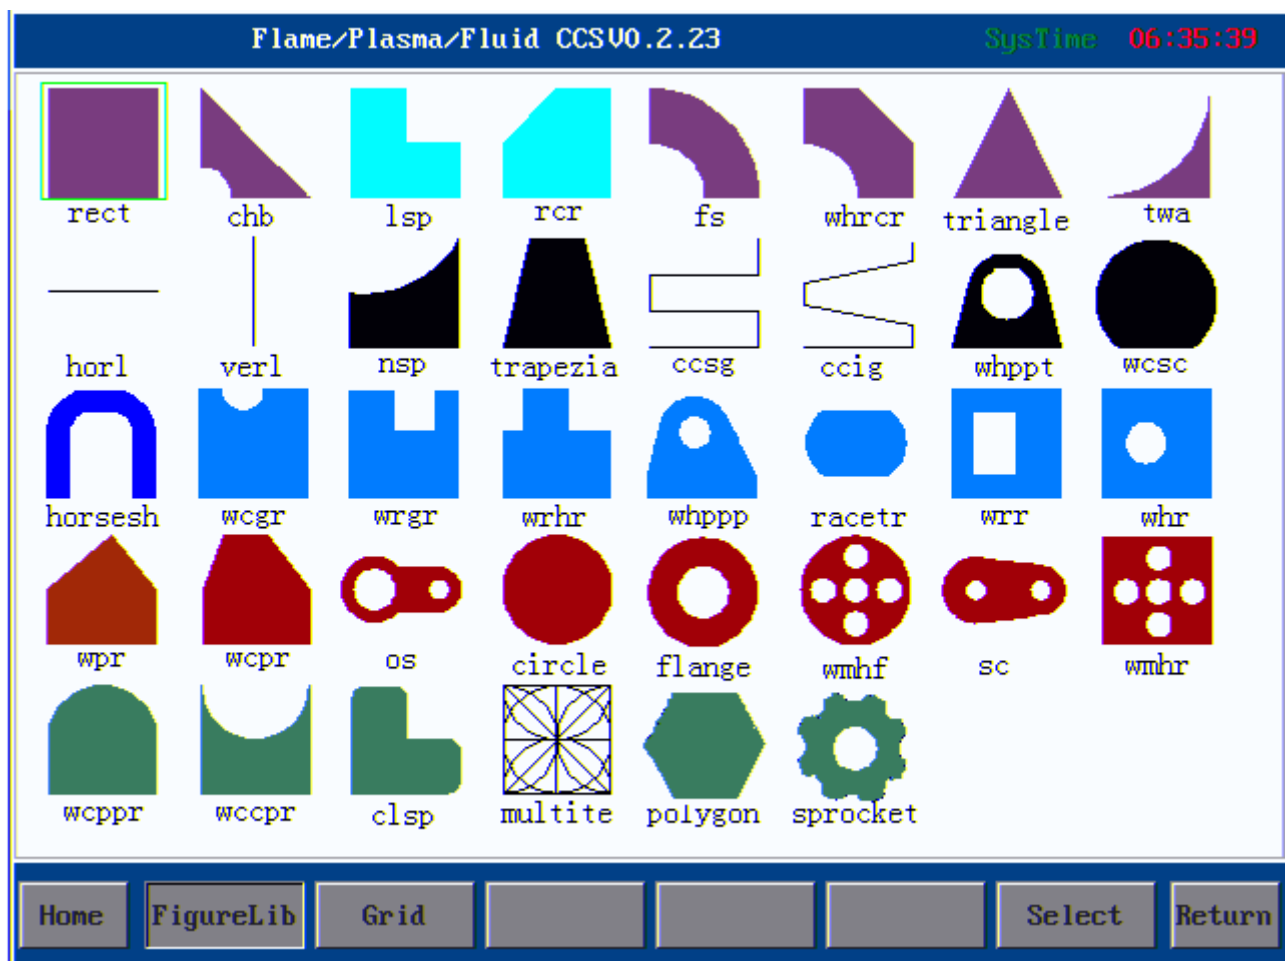 Flame/Plasma/Fluid CCSV0.2.23 SysTime 06:35:39
rect chb lsp rcr fs whrcr triangle twa
horl verl nsp trapezia ccsg ccig whppt wcsc
horsesh wcgr wrgr wrhr whppp racetr wrr whr
wpr wcpr os circle flange wmhf sc wmhr
wcppr wccpr clsp multite polygon sprocket
Home FigureLib Grid Select Return